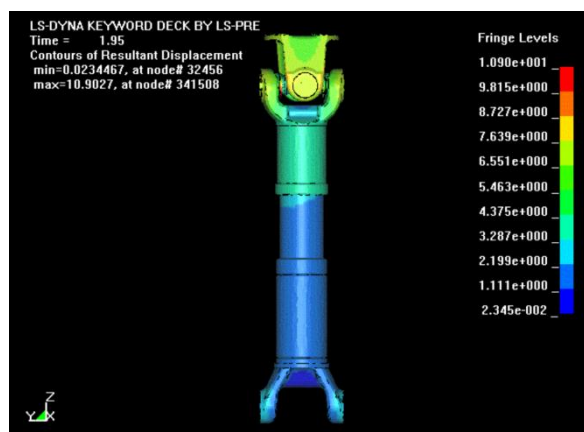 LS-DYNA KEYWORD DECK BY LS-PRE
Time = 1.95
Contours of Resultant Displacement
min=0.0234467, at node# 32456
max=10.9027, at node# 341508
Fringe Levels
1.090e+001
9.815e+000
8.727e+000
7.639e+000
6.551e+000
5.463e+000
4.375e+000
3.287e+000
2.199e+000
1.111e+000
2.345e-002
Z
Y X